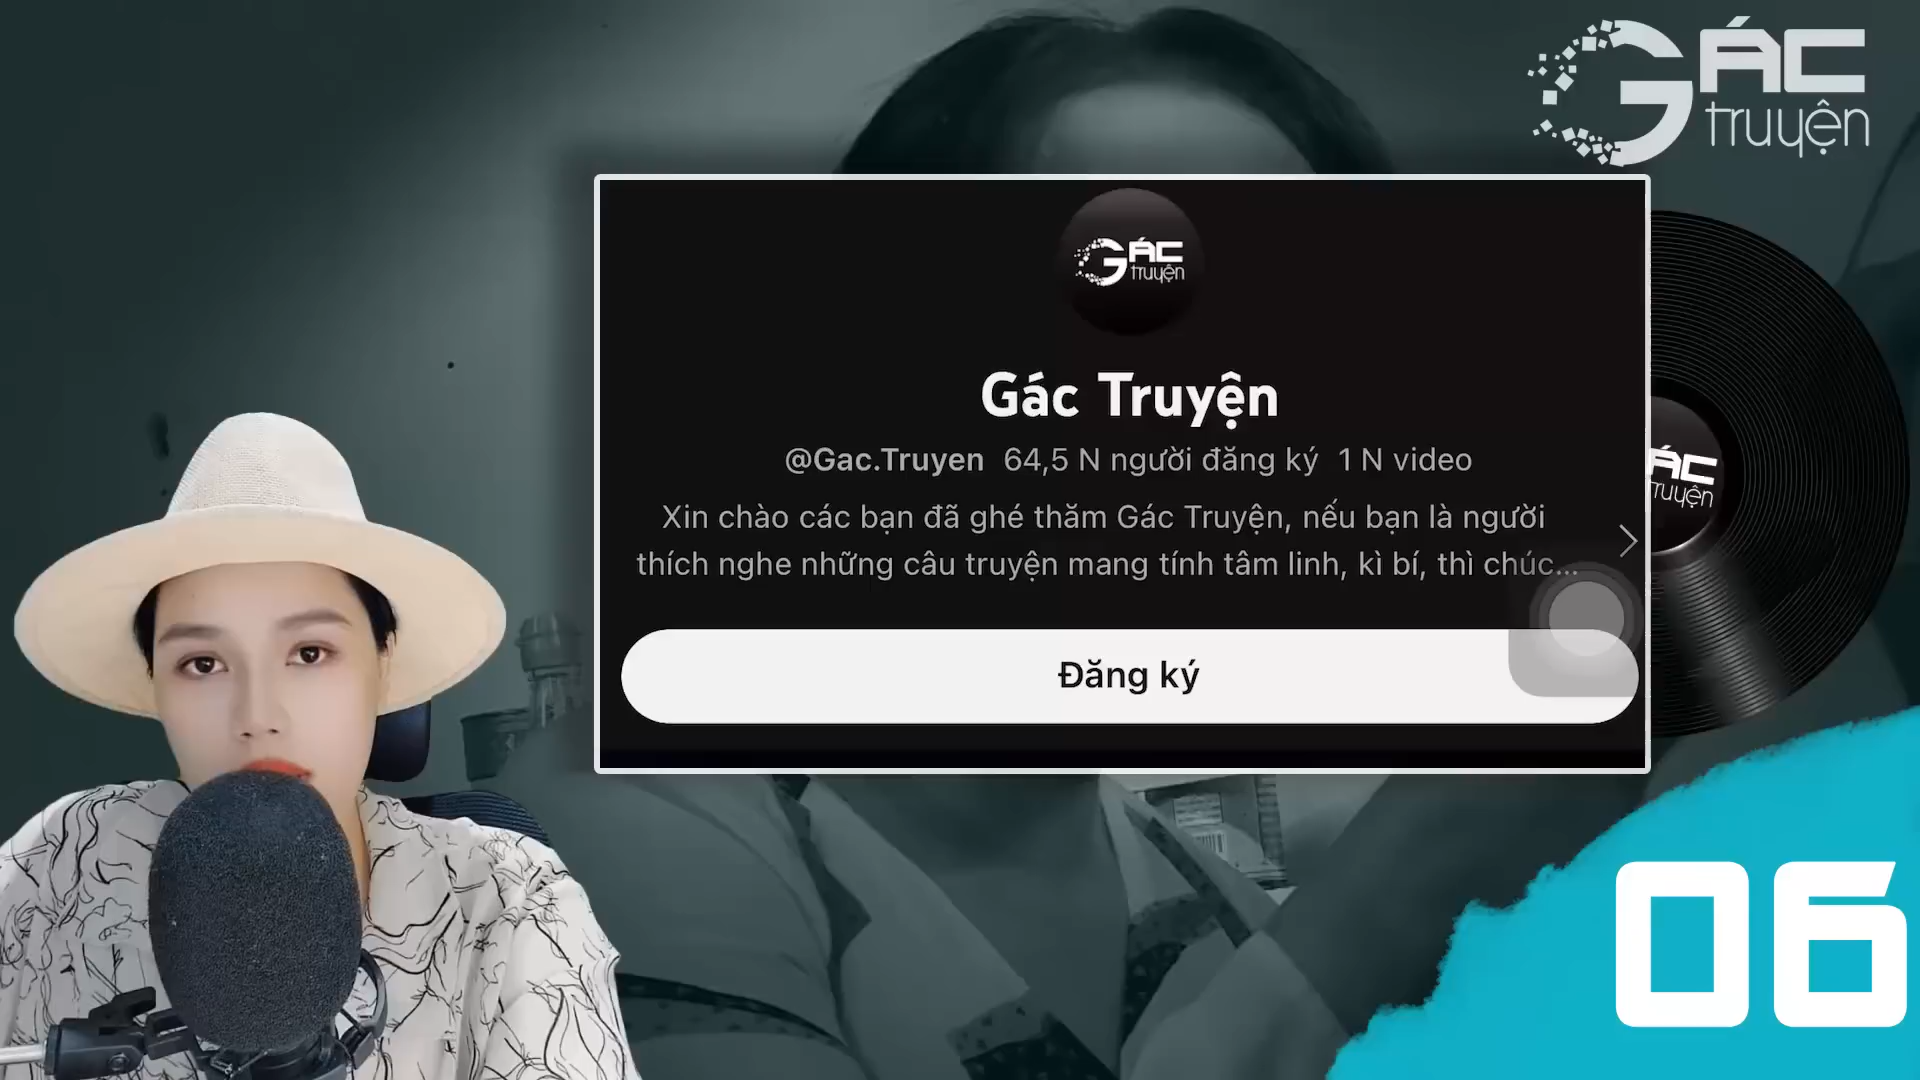 GÁC
truyện
GÁC
truyện
Gác Truyện
@Gac.Truyen 64,5 N người đăng ký 1 N video
Xin chào các bạn đã ghé thăm Gác Truyện, nếu bạn là người
thích nghe những câu truyện mang tính tâm linh, kì bí, thì chúc...
Đăng ký
ÁC
truyện
06